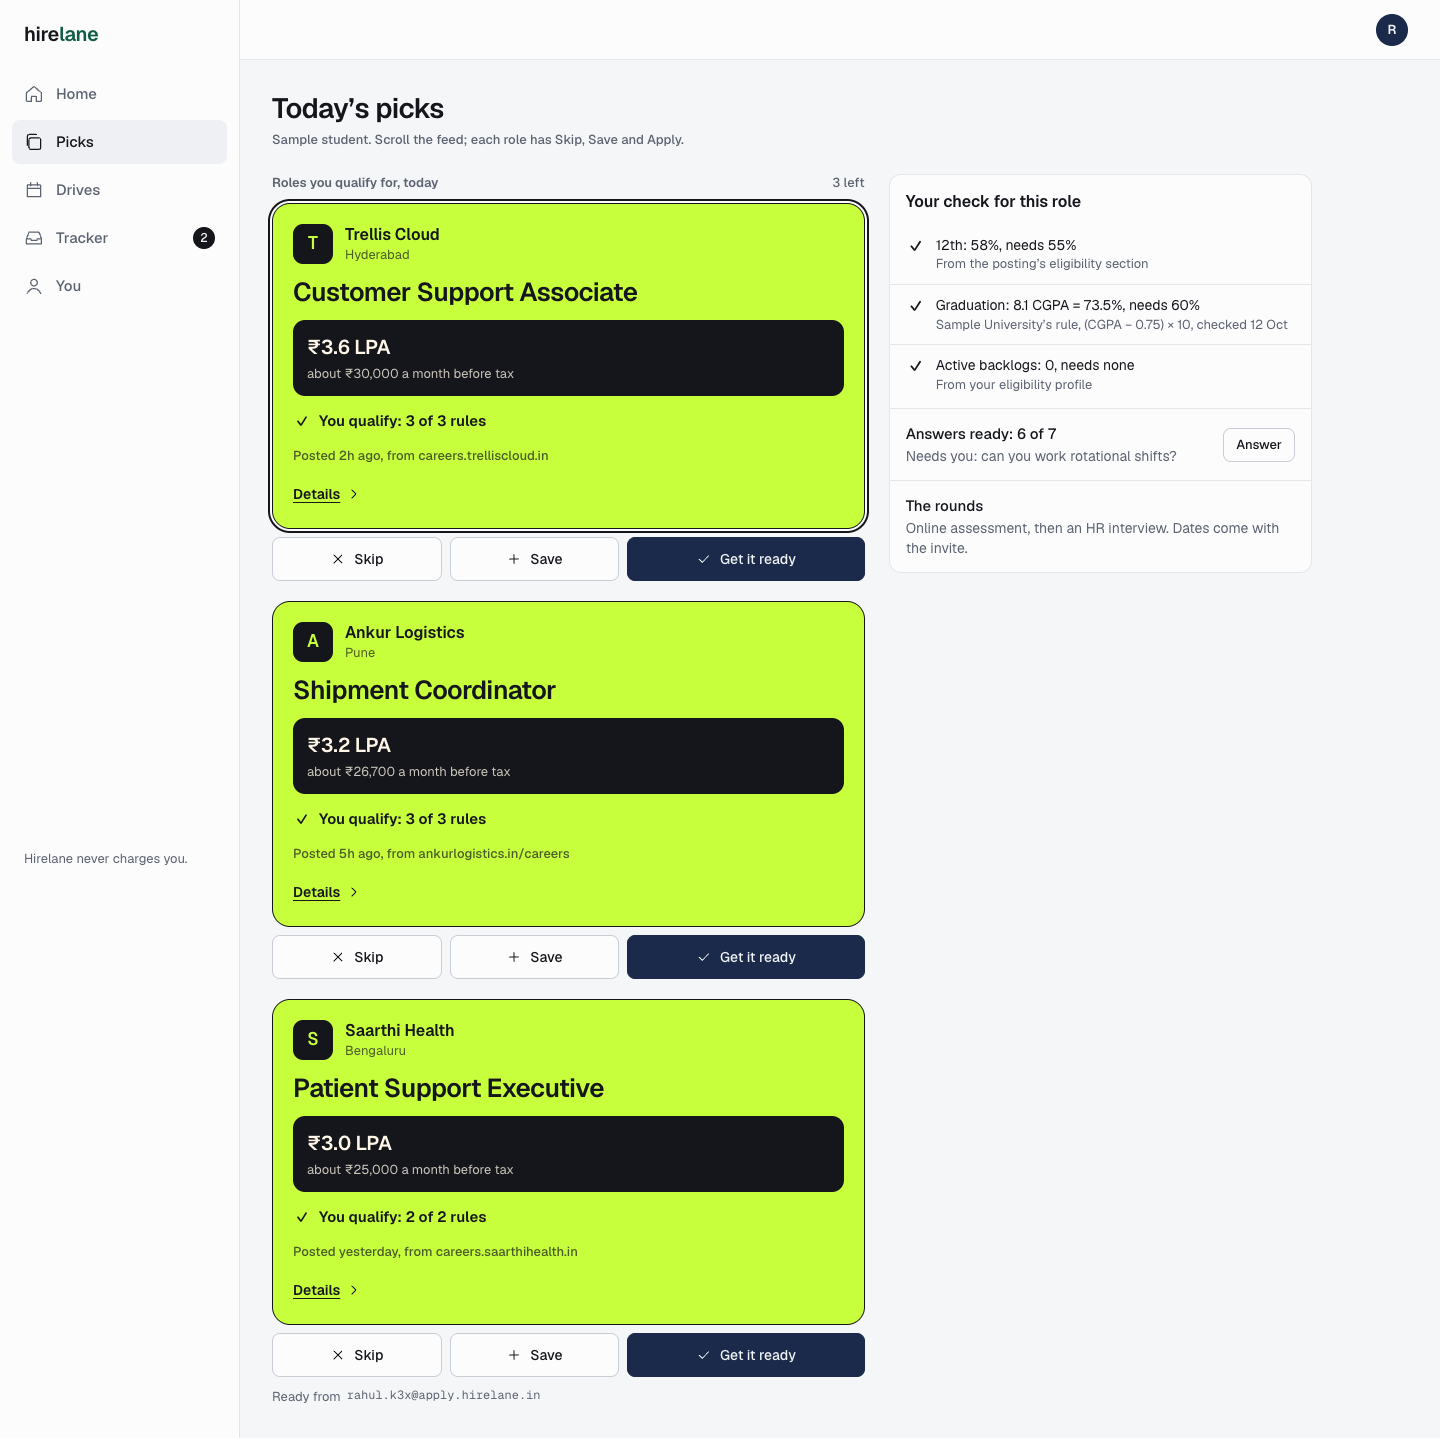 hirelane
R
Home
Picks
Drives
Tracker
2
You
Hirelane never charges you.
Today’s picks
Sample student. Scroll the feed; each role has Skip, Save and Apply.
Roles you qualify for, today
3 left
T
Trellis Cloud
Hyderabad
Customer Support Associate
₹3.6 LPA
about ₹30,000 a month before tax
You qualify: 3 of 3 rules
Posted 2h ago, from careers.trelliscloud.in
Details
Skip
Save
Get it ready
A
Ankur Logistics
Pune
Shipment Coordinator
₹3.2 LPA
about ₹26,700 a month before tax
You qualify: 3 of 3 rules
Posted 5h ago, from ankurlogistics.in/careers
Details
Skip
Save
Get it ready
S
Saarthi Health
Bengaluru
Patient Support Executive
₹3.0 LPA
about ₹25,000 a month before tax
You qualify: 2 of 2 rules
Posted yesterday, from careers.saarthihealth.in
Details
Skip
Save
Get it ready
Ready from rahul.k3x@apply.hirelane.in
Your check for this role
12th: 58%, needs 55%
From the posting’s eligibility section
Graduation: 8.1 CGPA = 73.5%, needs 60%
Sample University’s rule, (CGPA − 0.75) × 10, checked 12 Oct
Active backlogs: 0, needs none
From your eligibility profile
Answers ready: 6 of 7
Needs you: can you work rotational shifts?
Answer
The rounds
Online assessment, then an HR interview. Dates come with
the invite.